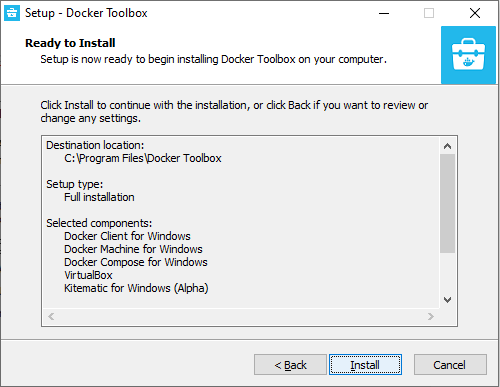 Setup - Docker Toolbox
Ready to Install
Setup is now ready to begin installing Docker Toolbox on your computer.
Click Install to continue with the installation, or click Back if you want to review or
change any settings.
Destination location:
C:\Program Files\Docker Toolbox
Setup type:
Full installation
Selected components:
Docker Client for Windows
Docker Machine for Windows
Docker Compose for Windows
VirtualBox
Kitematic for Windows (Alpha)
< Back
Install
Cancel